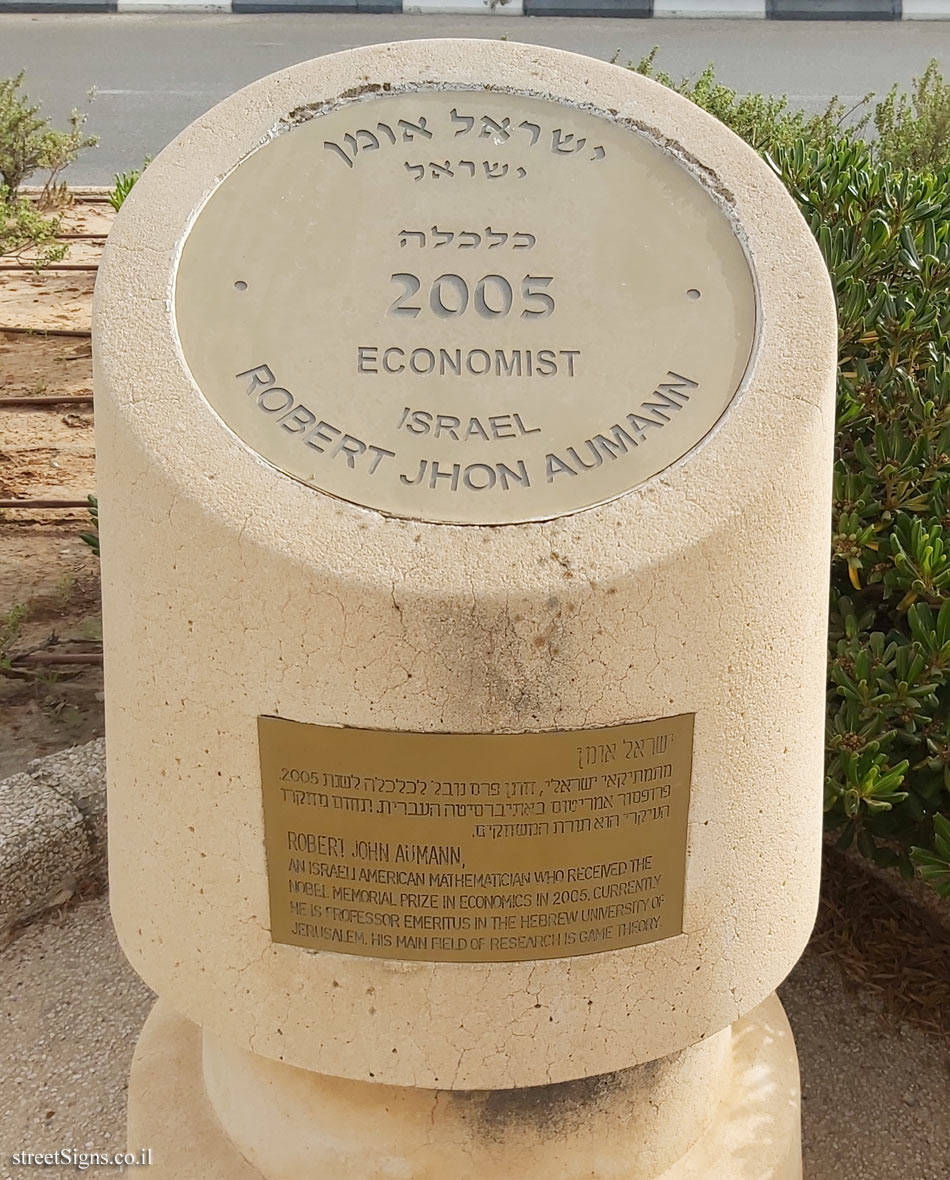 ישראל אומן
ישראל
כלכלה
2005
ECONOMIST
ISRAEL
ROBERT JHON AUMANN
ישראל אומן
מתמתיקאי ישראלי, חתן פרס נובל לכלכלה לשנת 2005.
פרופסור אמריטוס באוניברסיטה העברית. תחום מחקרו
העיקרי הוא תורת המשחקים.
ROBERT JOHN AUMANN,
AN ISRAELI AMERICAN MATHEMATICIAN WHO RECEIVED THE
NOBEL MEMORIAL PRIZE IN ECONOMICS IN 2005. CURRENTLY
HE IS PROFESSOR EMERITUS IN THE HEBREW UNIVERSITY OF
JERUSALEM. HIS MAIN FIELD OF RESEARCH IS GAME THEORY.
streetSigns.co.il